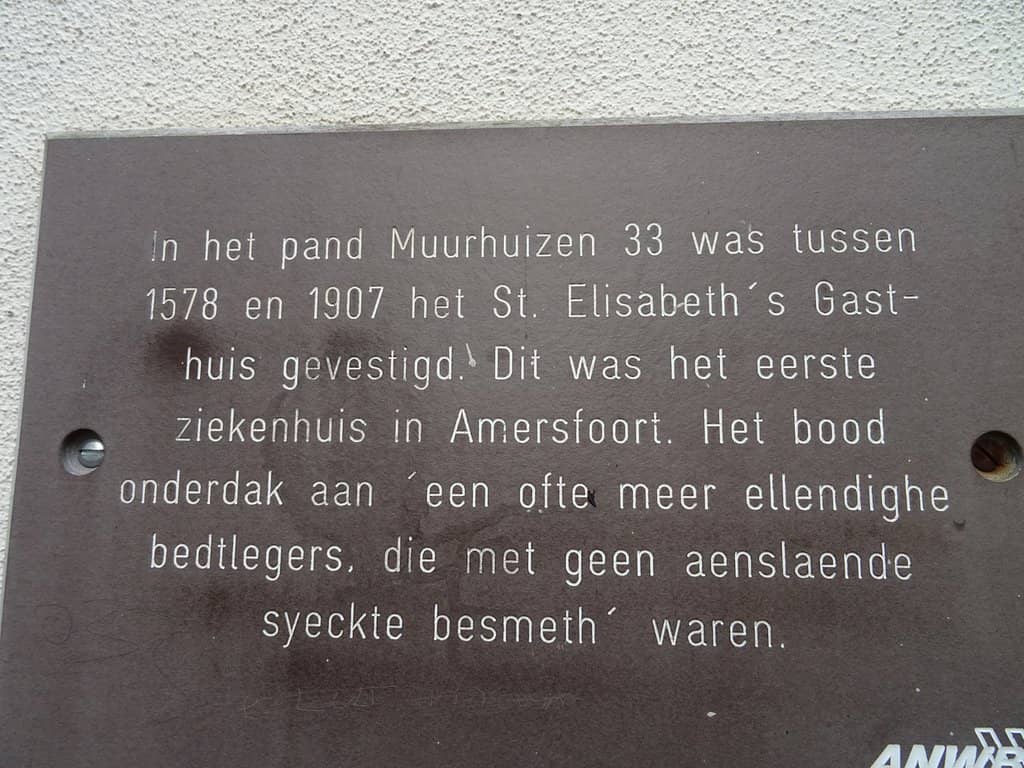 In het pand Muurhuizen 33 was tussen
1578 en 1907 het St. Elisabeth´s Gast-
huis gevestigd. Dit was het eerste
ziekenhuis in Amersfoort. Het bood
onderdak aan ´een ofte meer ellendighe
bedtlegers, die met geen aenslaende
syeckte besmeth´ waren.
ANWB